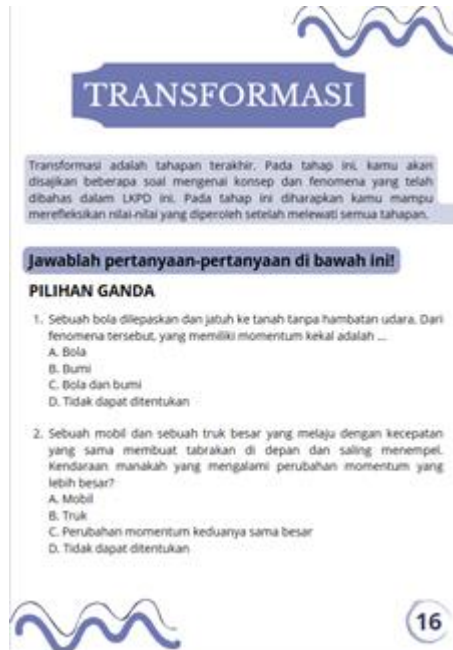 TRANSFORMASI
Transformasi adalah tahapan terakhir. Pada tahap ini, kamu akan
disajikan beberapa soal mengenai konsep dan fenomena yang telah
dibahas dalam LKPD ini. Pada tahap ini diharapkan kamu mampu
merefleksikan nilai-nilai yang diperoleh setelah melewati semua tahapan.
Jawablah pertanyaan-pertanyaan di bawah ini!
PILIHAN GANDA
1. Sebuah bola dilepaskan dan jatuh ke tanah tanpa hambatan udara. Dari
fenomena tersebut, yang memiliki momentum kekal adalah ...
A. Bola
B. Bumi
C. Bola dan bumi
D. Tidak dapat ditentukan
2. Sebuah mobil dan sebuah truk besar yang melaju dengan kecepatan
yang sama membuat tabrakan di depan dan saling menempel.
Kendaraan manakah yang mengalami perubahan momentum yang
lebih besar?
A. Mobil
B. Truk
C. Perubahan momentum keduanya sama besar
D. Tidak dapat ditentukan
16